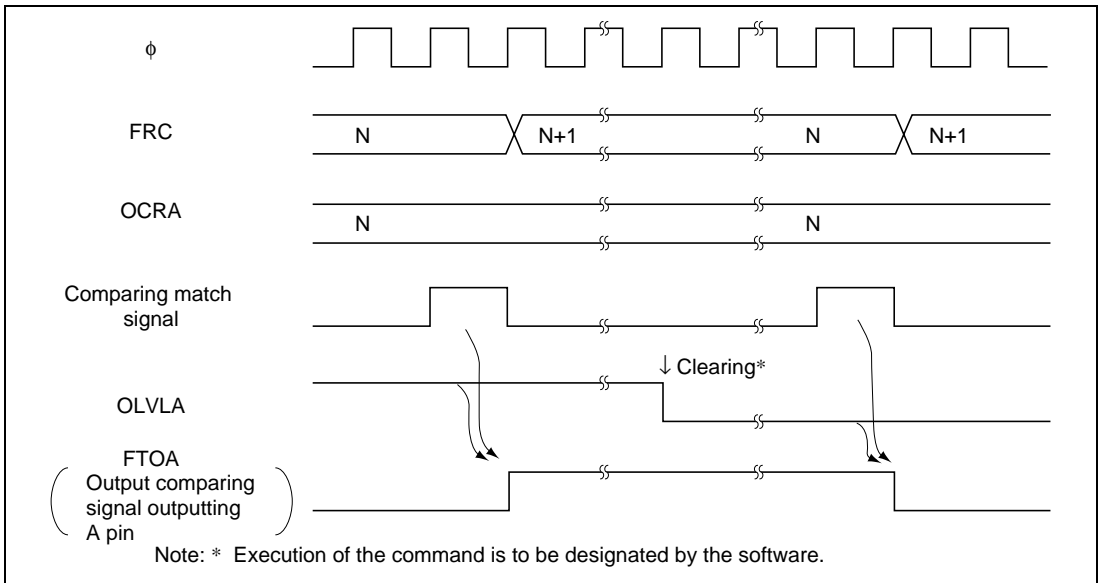 ϕ
FRC
N
N+1
N
N+1
OCRA
N
N
Comparing match
signal
↓ Clearing*
OLVLA
FTOA
Output comparing
signal outputting
A pin
Note: * Execution of the command is to be designated by the software.